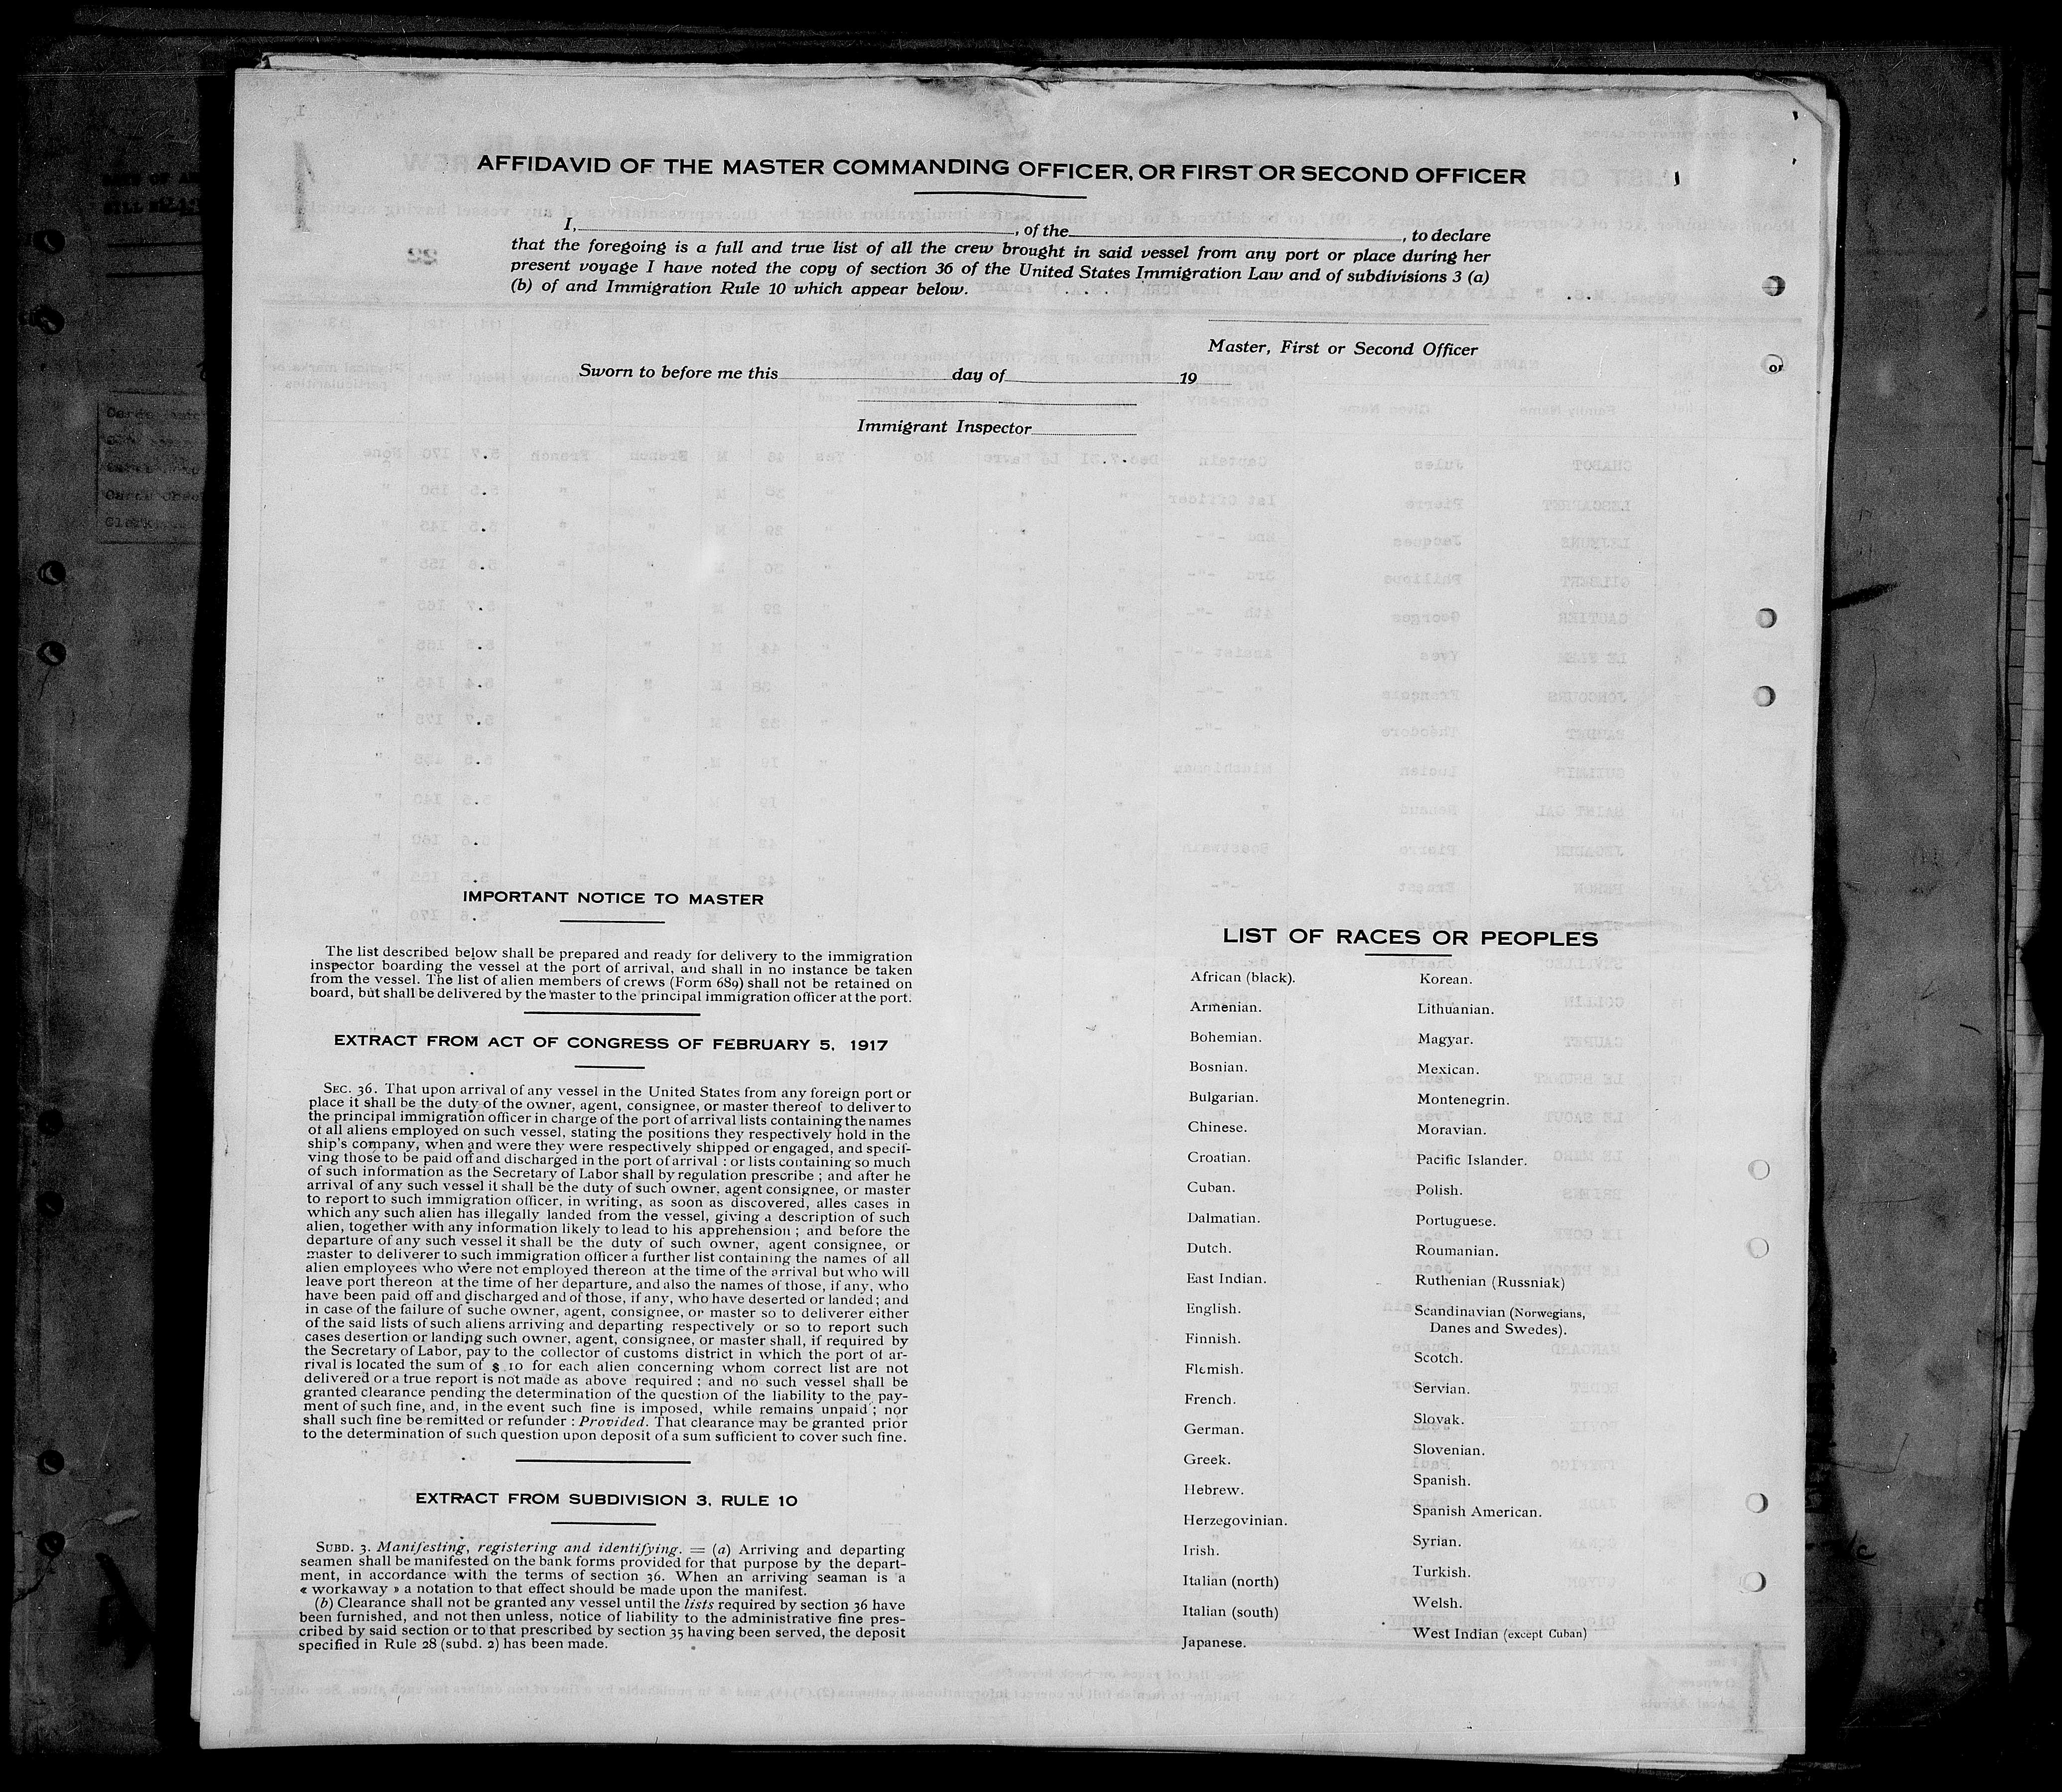 AFFIDAVID OF THE MASTER COMMANDING OFFICER, OR FIRST OR SECOND OFFICER
I, , of the , to declare
that the foregoing is a full and true list of all the crew brought in said vessel from any port or place during her
present voyage I have noted the copy of section 36 of the United States Immigration Law and of subdivisions 3 (a)
(b) of and Immigration Rule 10 which appear below.
Master, First or Second Officer
Sworn to before me this day of 19
Immigrant Inspector
IMPORTANT NOTICE TO MASTER
The list described below shall be prepared and ready for delivery to the immigration
inspector boarding the vessel at the port of arrival, and shall in no instance be taken
from the vessel. The list of alien members of crews (Form 689) shall not be retained on
board, but shall be delivered by the master to the principal immigration officer at the port.
EXTRACT FROM ACT OF CONGRESS OF FEBRUARY 5, 1917
SEC. 36. That upon arrival of any vessel in the United States from any foreign port or
place it shall be the duty of the owner, agent, consignee, or master thereof to deliver to
the principal immigration officer in charge of the port of arrival lists containing the names
of all aliens employed on such vessel, stating the positions they respectively hold in the
ship's company, when and were they were respectively shipped or engaged, and specif-
ving those to be paid off and discharged in the port of arrival : or lists containing so much
of such information as the Secretary of Labor shall by regulation prescribe ; and after he
arrival of any such vessel it shall be the duty of such owner, agent consignee, or master
to report to such immigration officer, in writing, as soon as discovered, alles cases in
which any such alien has illegally landed from the vessel, giving a description of such
alien, together with any information likely to lead to his apprehension ; and before the
departure of any such vessel it shall be the duty of such owner, agent consignee, or
master to deliverer to such immigration officer a further list containing the names of all
alien employees who were not employed thereon at the time of the arrival but who will
leave port thereon at the time of her departure, and also the names of those, if any, who
have been paid off and discharged and of those, if any, who have deserted or landed ; and
in case of the failure of suche owner, agent, consignee, or master so to deliverer either
of the said lists of such aliens arriving and departing respectively or so to report such
cases desertion or landing such owner, agent, consignee, or master shall, if required by
the Secretary of Labor, pay to the collector of customs district in which the port of ar-
rival is located the sum of $ 10 for each alien concerning whom correct list are not
delivered or a true report is not made as above required ; and no such vessel shall be
granted clearance pending the determination of the question of the liability to the pay-
ment of such fine, and, in the event such fine is imposed, while remains unpaid ; nor
shall such fine be remitted or refunder : Provided. That clearance may be granted prior
to the determination of such question upon deposit of a sum sufficient to cover such fine.
EXTRACT FROM SUBDIVISION 3, RULE 10
SUBD. 3. Manifesting, registering and identifying. = (a) Arriving and departing
seamen shall be manifested on the bank forms provided for that purpose by the depart-
ment, in accordance with the terms of section 36. When an arriving seaman is a
« workaway » a notation to that effect should be made upon the manifest.
(b) Clearance shall not be granted any vessel until the lists required by section 36 have
been furnished, and not then unless, notice of liability to the administrative fine pres-
cribed by said section or to that prescribed by section 35 having been served, the deposit
specified in Rule 28 (subd. 2) has been made.
LIST OF RACES OR PEOPLES
African (black).
Armenian.
Bohemian.
Bosnian.
Bulgarian.
Chinese.
Croatian.
Cuban.
Dalmatian.
Dutch.
East Indian.
English.
Finnish.
Flemish.
French.
German.
Greek.
Hebrew.
Herzegovinian.
Irish.
Italian (north)
Italian (south)
Japanese.
Korean.
Lithuanian.
Magyar.
Mexican.
Montenegrin.
Moravian.
Pacific Islander.
Polish.
Portuguese.
Roumanian.
Ruthenian (Russniak)
Scandinavian (Norwegians,
Danes and Swedes).
Scotch.
Servian.
Slovak.
Slovenian.
Spanish.
Spanish American.
Syrian.
Turkish.
Welsh.
West Indian (except Cuban)